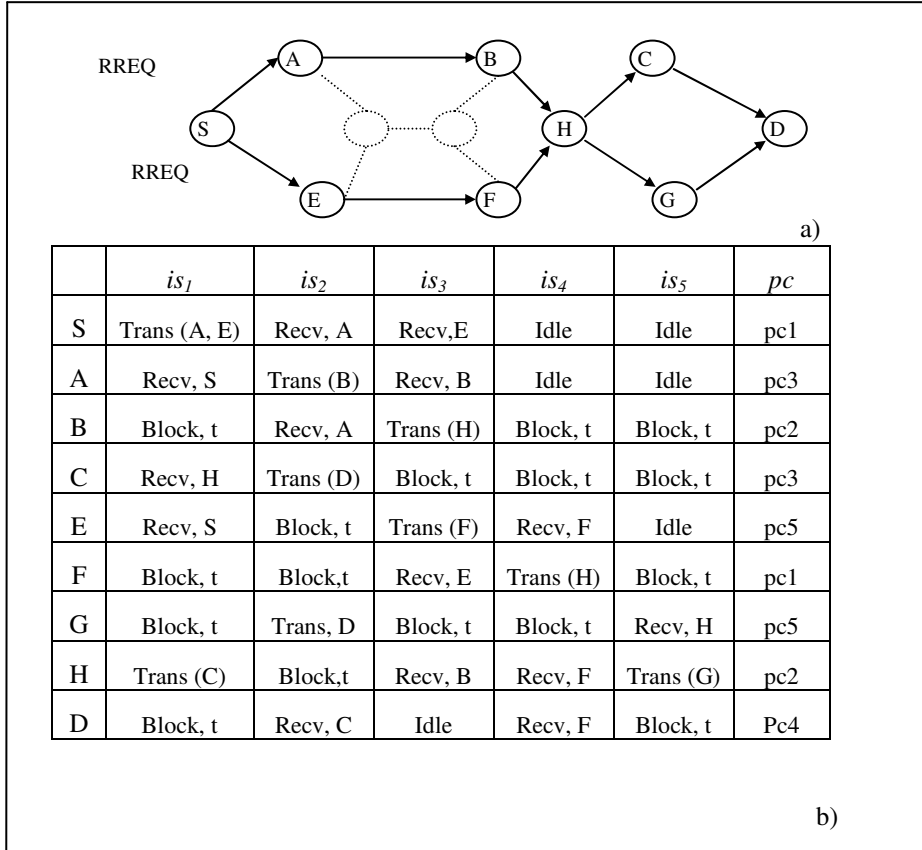 RREQ
A
B
C
S
H
D
RREQ
E
F
G
a)
is1 is2 is3 is4 is5 pc
S Trans (A, E) Recv, A Recv,E Idle Idle pc1
A Recv, S Trans (B) Recv, B Idle Idle pc3
B Block, t Recv, A Trans (H) Block, t Block, t pc2
C Recv, H Trans (D) Block, t Block, t Block, t pc3
E Recv, S Block, t Trans (F) Recv, F Idle pc5
F Block, t Block,t Recv, E Trans (H) Block, t pc1
G Block, t Trans, D Block, t Block, t Recv, H pc5
H Trans (C) Block,t Recv, B Recv, F Trans (G) pc2
D Block, t Recv, C Idle Recv, F Block, t Pc4
b)